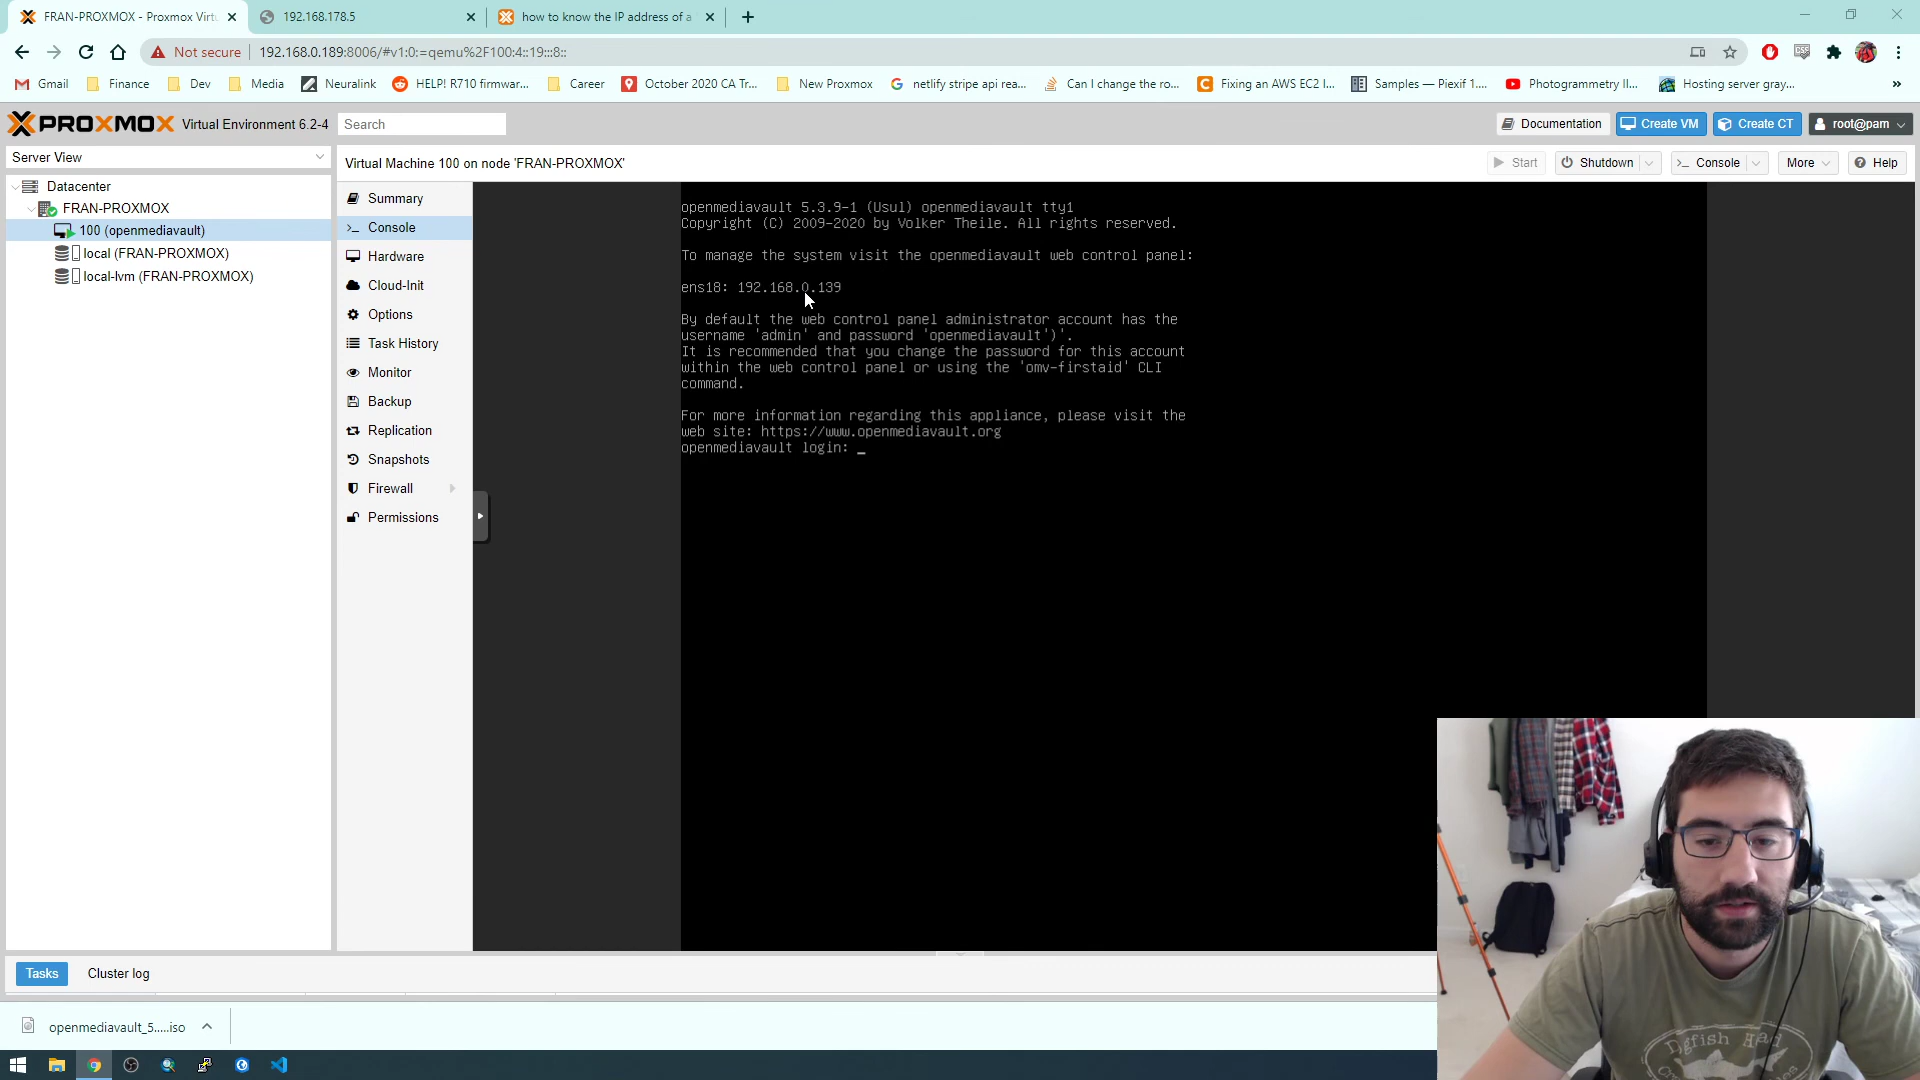 FRAN-PROXMOX - Proxmox Virtu
192.168.178.5
how to know the IP address of a
Not secure
192.168.0.189:8006/#v1:0:=qemu%2F100:4::19:::8::
Gmail
Finance
Dev
Media
Neuralink
HELP! R710 firmwar...
Career
October 2020 CA Tr...
New Proxmox
netlify stripe api rea...
Can I change the ro...
Fixing an AWS EC2 I...
Samples — Piexif 1....
Photogrammetry II...
Hosting server gray...
»
PROXMOX
Virtual Environment 6.2-4
Search
Documentation
Create VM
Create CT
root@pam
Server View
Virtual Machine 100 on node 'FRAN-PROXMOX'
Start
Shutdown
Console
More
Help
Datacenter
FRAN-PROXMOX
100 (openmediavault)
local (FRAN-PROXMOX)
local-lvm (FRAN-PROXMOX)
Summary
Console
Hardware
Cloud-Init
Options
Task History
Monitor
Backup
Replication
Snapshots
Firewall
Permissions
openmediavault 5.3.9-1 (Usul) openmediavault tty1
Copyright (C) 2009-2020 by Volker Theile. All rights reserved.
To manage the system visit the openmediavault web control panel:
ens18: 192.168.0.139
By default the web control panel administrator account has the
username 'admin' and password 'openmediavault')'.
It is recommended that you change the password for this account
within the web control panel or using the 'omv-firstaid' CLI
command.
For more information regarding this appliance, please visit the
web site: https://www.openmediavault.org
openmediavault login: _
Tasks
Cluster log
openmediavault_5.....iso